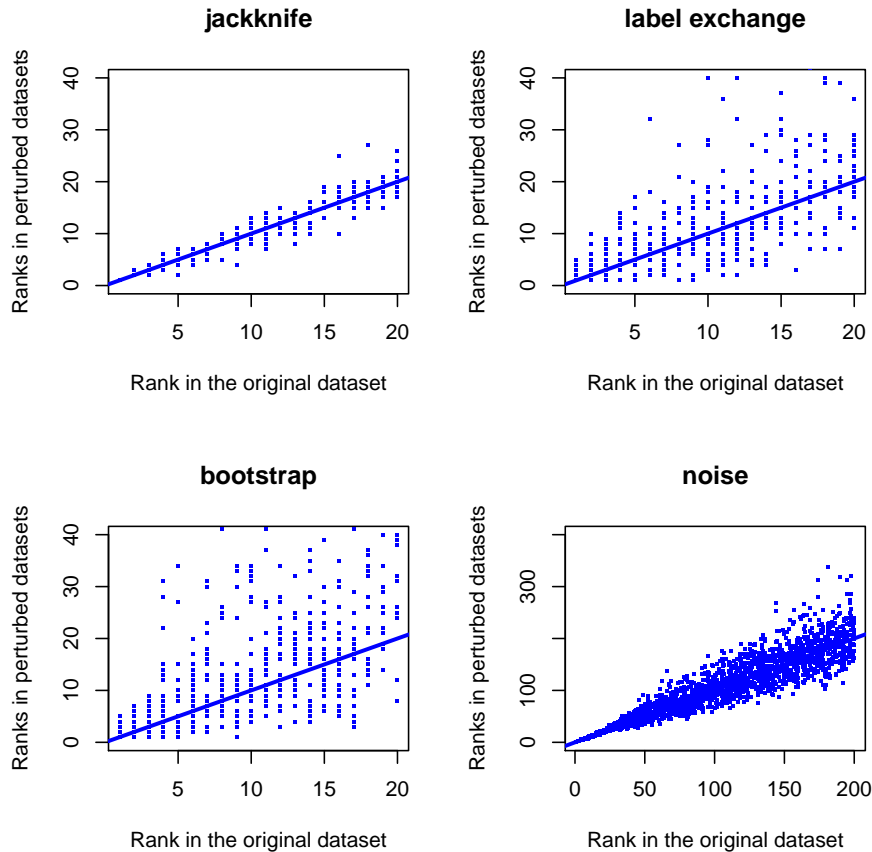 jackknife
Ranks in perturbed datasets
40
30
20
10
0
5 10 15 20
Rank in the original dataset
label exchange
Ranks in perturbed datasets
40
30
20
10
0
5 10 15 20
Rank in the original dataset
bootstrap
Ranks in perturbed datasets
40
30
20
10
0
5 10 15 20
Rank in the original dataset
noise
Ranks in perturbed datasets
300
100
0
0 50 100 150 200
Rank in the original dataset